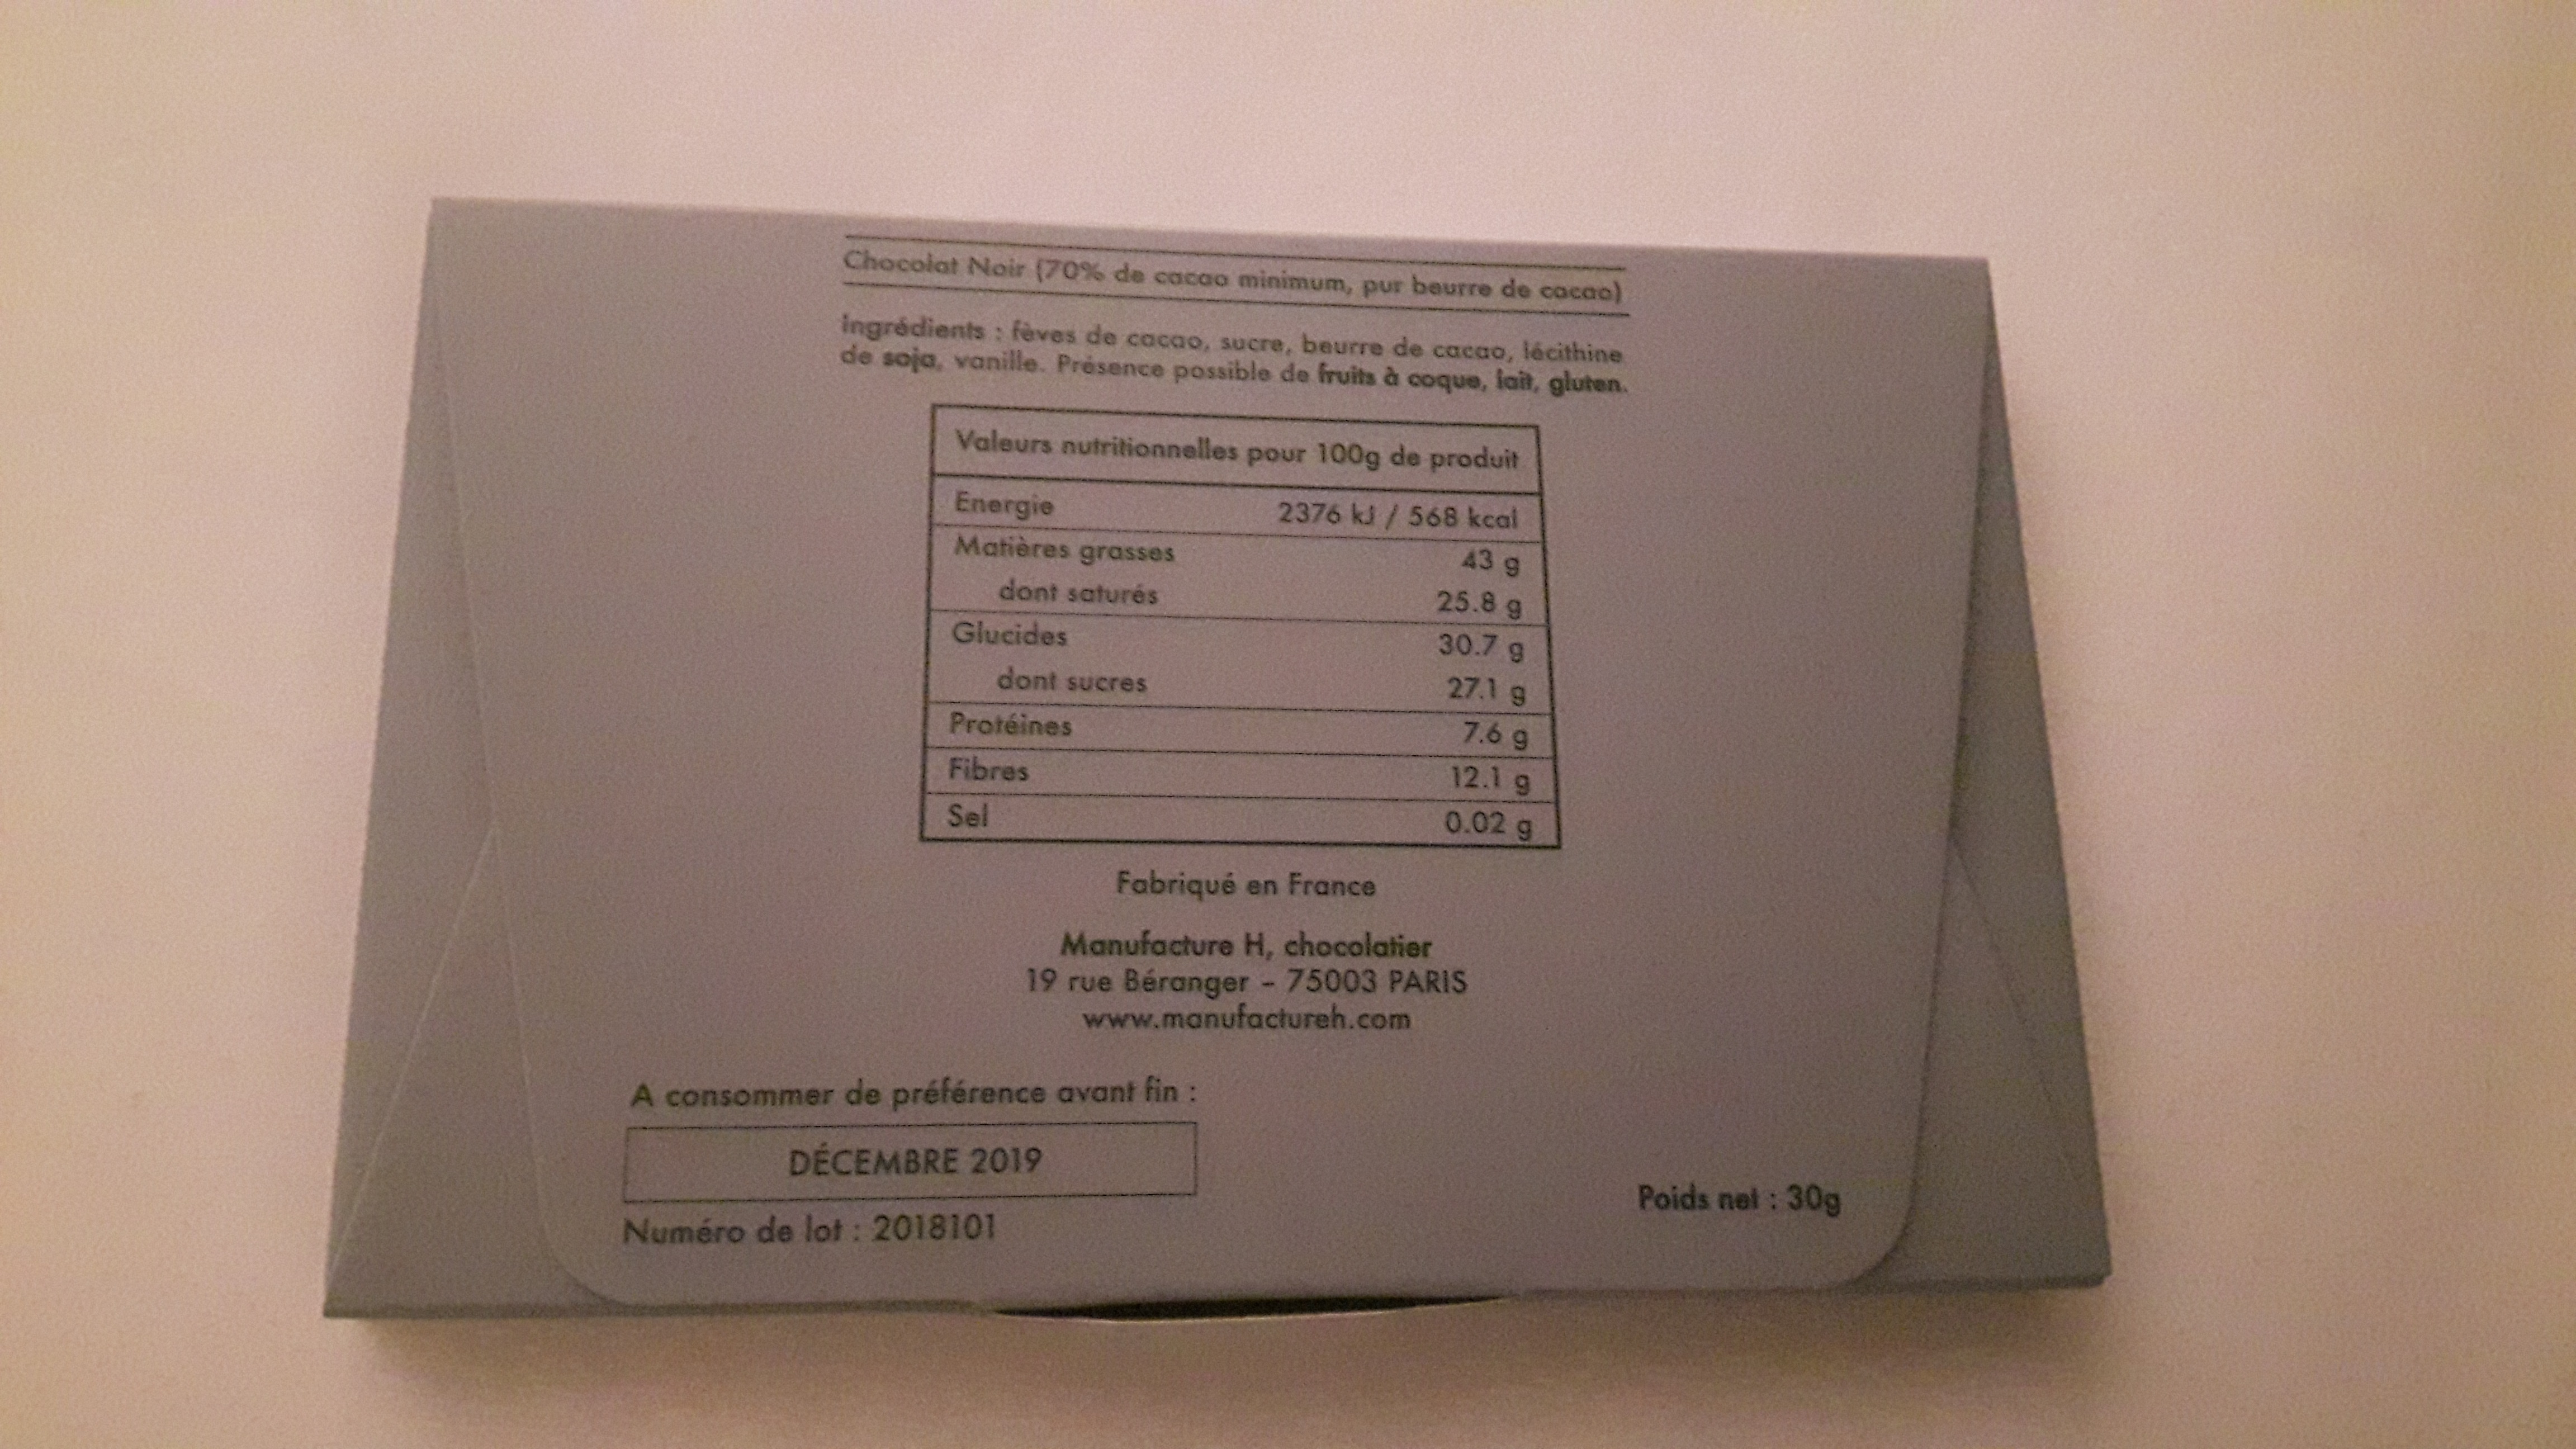 Chocolat Noir (70% de cacao minimum, pur beurre de cacao)
Ingrédients : fèves de cacao, sucre, beurre de cacao, lécithine
de soja, vanille. Présence possible de fruits à coque, lait, gluten.
Valeurs nutritionnelles pour 100g de produit
Energie 2376 kJ / 568 kcal
Matières grasses 43 g
dont saturés 25.8 g
Glucides 30.7 g
dont sucres 27.1 g
Protéines 7.6 g
Fibres 12.1 g
Sel 0.02 g
Fabriqué en France
Manufacture H, chocolatier
19 rue Béranger - 75003 PARIS
www.manufactureh.com
A consommer de préférence avant fin :
DÉCEMBRE 2019
Numéro de lot : 2018101
Poids net : 30g